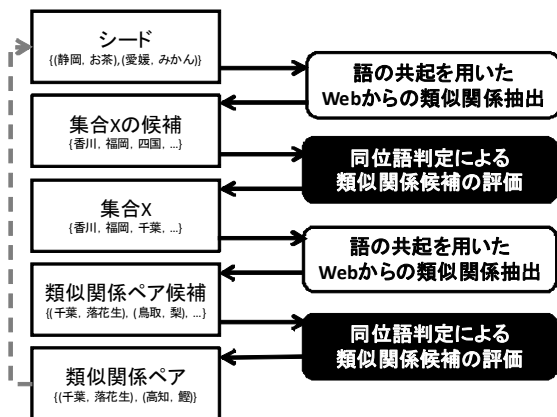 シード
{(静岡, お茶),(愛媛, みかん)}
語の共起を用いた
Webからの類似関係抽出
集合Xの候補
{香川, 福岡, 四国, …}
同位語判定による
類似関係候補の評価
集合X
{香川, 福岡, 千葉, …}
語の共起を用いた
Webからの類似関係抽出
類似関係ペア候補
{(千葉, 落花生), (鳥取, 梨), …}
同位語判定による
類似関係候補の評価
類似関係ペア
{(千葉, 落花生), (高知, 鰹)}